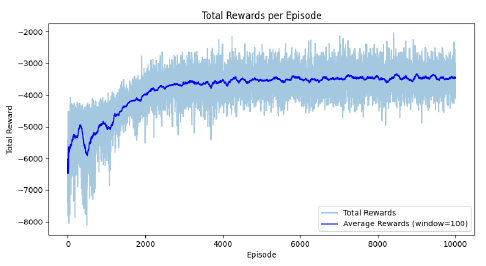 Total Rewards per Episode
−2000
−3000
−4000
−5000
−6000
−7000
−8000
Total Reward
Total Rewards
Average Rewards (window=100)
0
2000
4000
6000
8000
10000
Episode